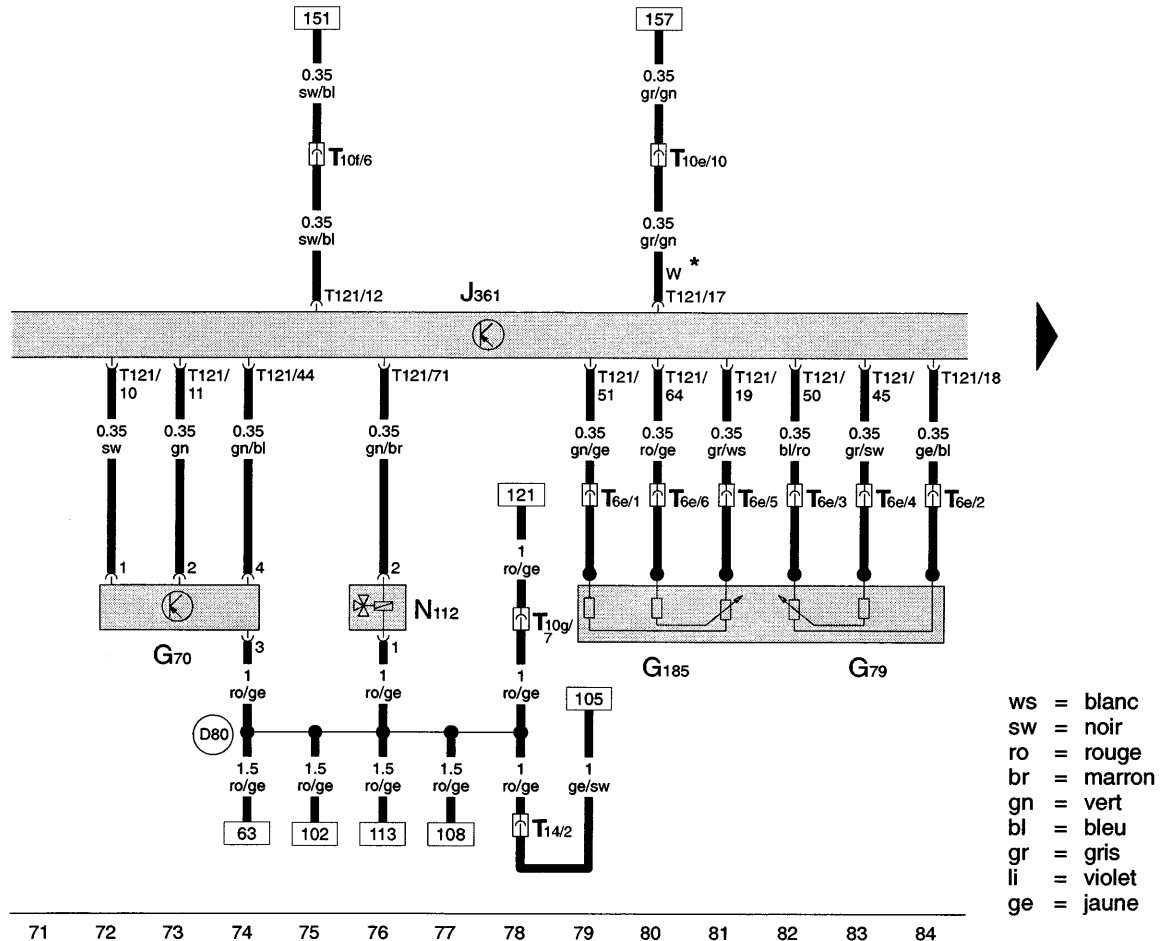 151
157
0.35
sw/bl
0.35
gr/gn
T10f/6
T10e/10
0.35
sw/bl
0.35
gr/gn
W *
T121/12
J361
T121/17
T121/
10
T121/
11
T121/44
T121/71
T121/
51
T121/
64
T121/
19
T121/
50
T121/
45
T121/18
0.35
sw
0.35
gn
0.35
gn/bl
0.35
gn/br
0.35
gn/ge
0.35
ro/ge
0.35
gr/ws
0.35
bl/ro
0.35
gr/sw
0.35
ge/bl
121
T6e/1
T6e/6
T6e/5
T6e/3
T6e/4
T6e/2
1
ro/ge
1
2
4
2
N112
T10g/
7
G70
3
1
G185
G79
1
ro/ge
1
ro/ge
1
ro/ge
105
D80
1.5
ro/ge
1.5
ro/ge
1.5
ro/ge
1.5
ro/ge
1
ro/ge
1
ge/sw
63
102
113
108
T14/2
ws = blanc
sw = noir
ro = rouge
br = marron
gn = vert
bl = bleu
gr = gris
li = violet
ge = jaune
71 72 73 74 75 76 77 78 79 80 81 82 83 84